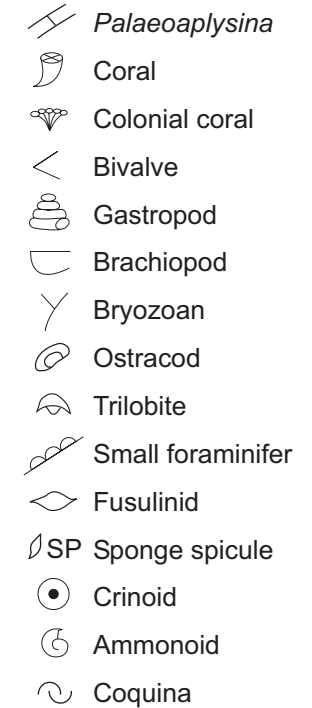 Palaeoaplysina
Coral
Colonial coral
Bivalve
Gastropod
Brachiopod
Bryozoan
Ostracod
Trilobite
Small foraminifer
Fusulinid
SP Sponge spicule
Crinoid
Ammonoid
Coquina